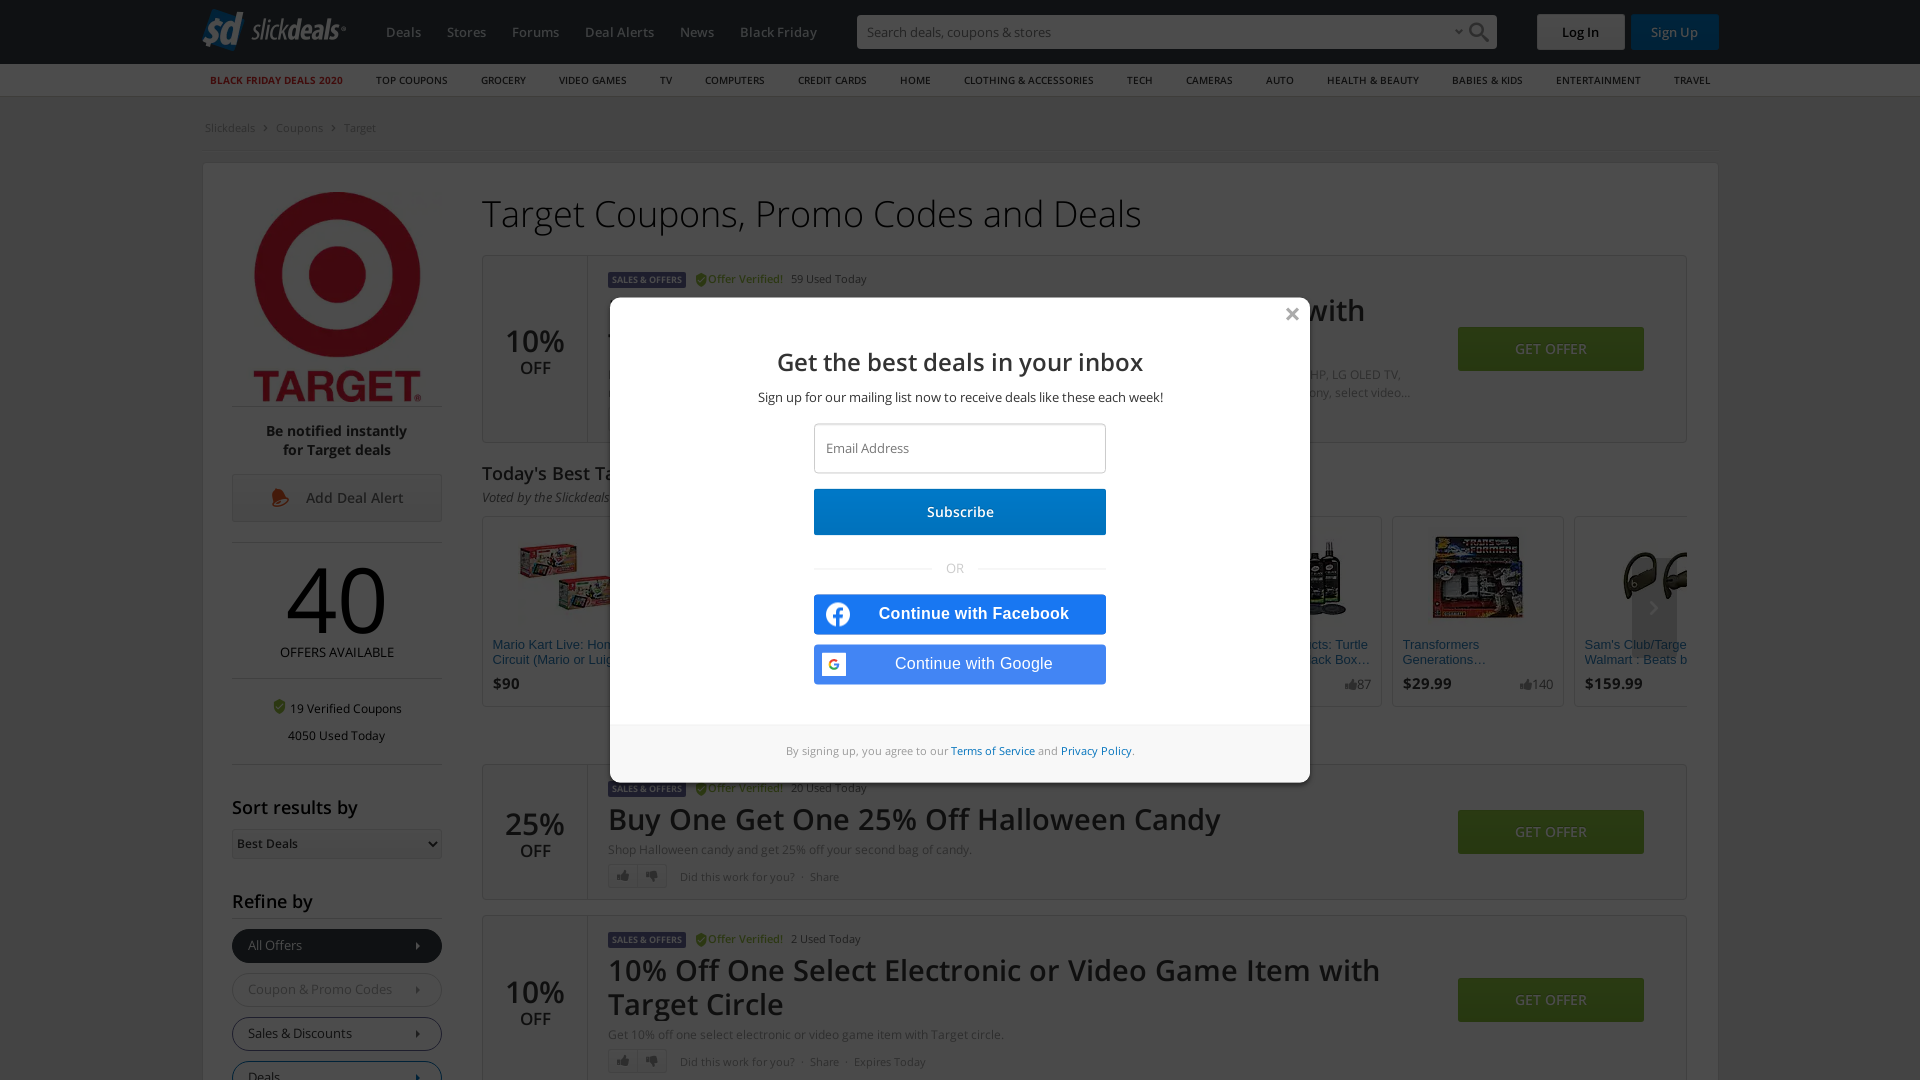 sd slickdeals
Deals
Stores
Forums
Deal Alerts
News
Black Friday
Search deals, coupons & stores
Log In
Sign Up
BLACK FRIDAY DEALS 2020
TOP COUPONS
GROCERY
VIDEO GAMES
TV
COMPUTERS
CREDIT CARDS
HOME
CLOTHING & ACCESSORIES
TECH
CAMERAS
AUTO
HEALTH & BEAUTY
BABIES & KIDS
ENTERTAINMENT
TRAVEL
Slickdeals
Coupons
Target
TARGET®
Be notified instantly
for Target deals
Add Deal Alert
40
OFFERS AVAILABLE
19 Verified Coupons
4050 Used Today
Sort results by
Best Deals
Refine by
All Offers
Coupon & Promo Codes
Sales & Discounts
Deals
Target Coupons, Promo Codes and Deals
SALES & OFFERS
Offer Verified!
59 Used Today
10%
OFF
with
HP, LG OLED TV,
ony, select video...
GET OFFER
Today's Best Ta
Voted by the Slickdeals
Mario Kart Live: Hom
Circuit (Mario or Luig
$90
cts: Turtle
ack Box...
87
TRANSFORMERS
Transformers
Generations...
$29.99
140
Sam's Club/Targe
Walmart : Beats b
$159.99
Get the best deals in your inbox
Sign up for our mailing list now to receive deals like these each week!
Email Address
Subscribe
OR
Continue with Facebook
Continue with Google
By signing up, you agree to our Terms of Service and Privacy Policy.
SALES & OFFERS
Offer Verified!
20 Used Today
25%
OFF
Buy One Get One 25% Off Halloween Candy
Shop Halloween candy and get 25% off your second bag of candy.
Did this work for you? · Share
GET OFFER
SALES & OFFERS
Offer Verified!
2 Used Today
10%
OFF
10% Off One Select Electronic or Video Game Item with
Target Circle
Get 10% off one select electronic or video game item with Target circle.
Did this work for you? · Share · Expires Today
GET OFFER